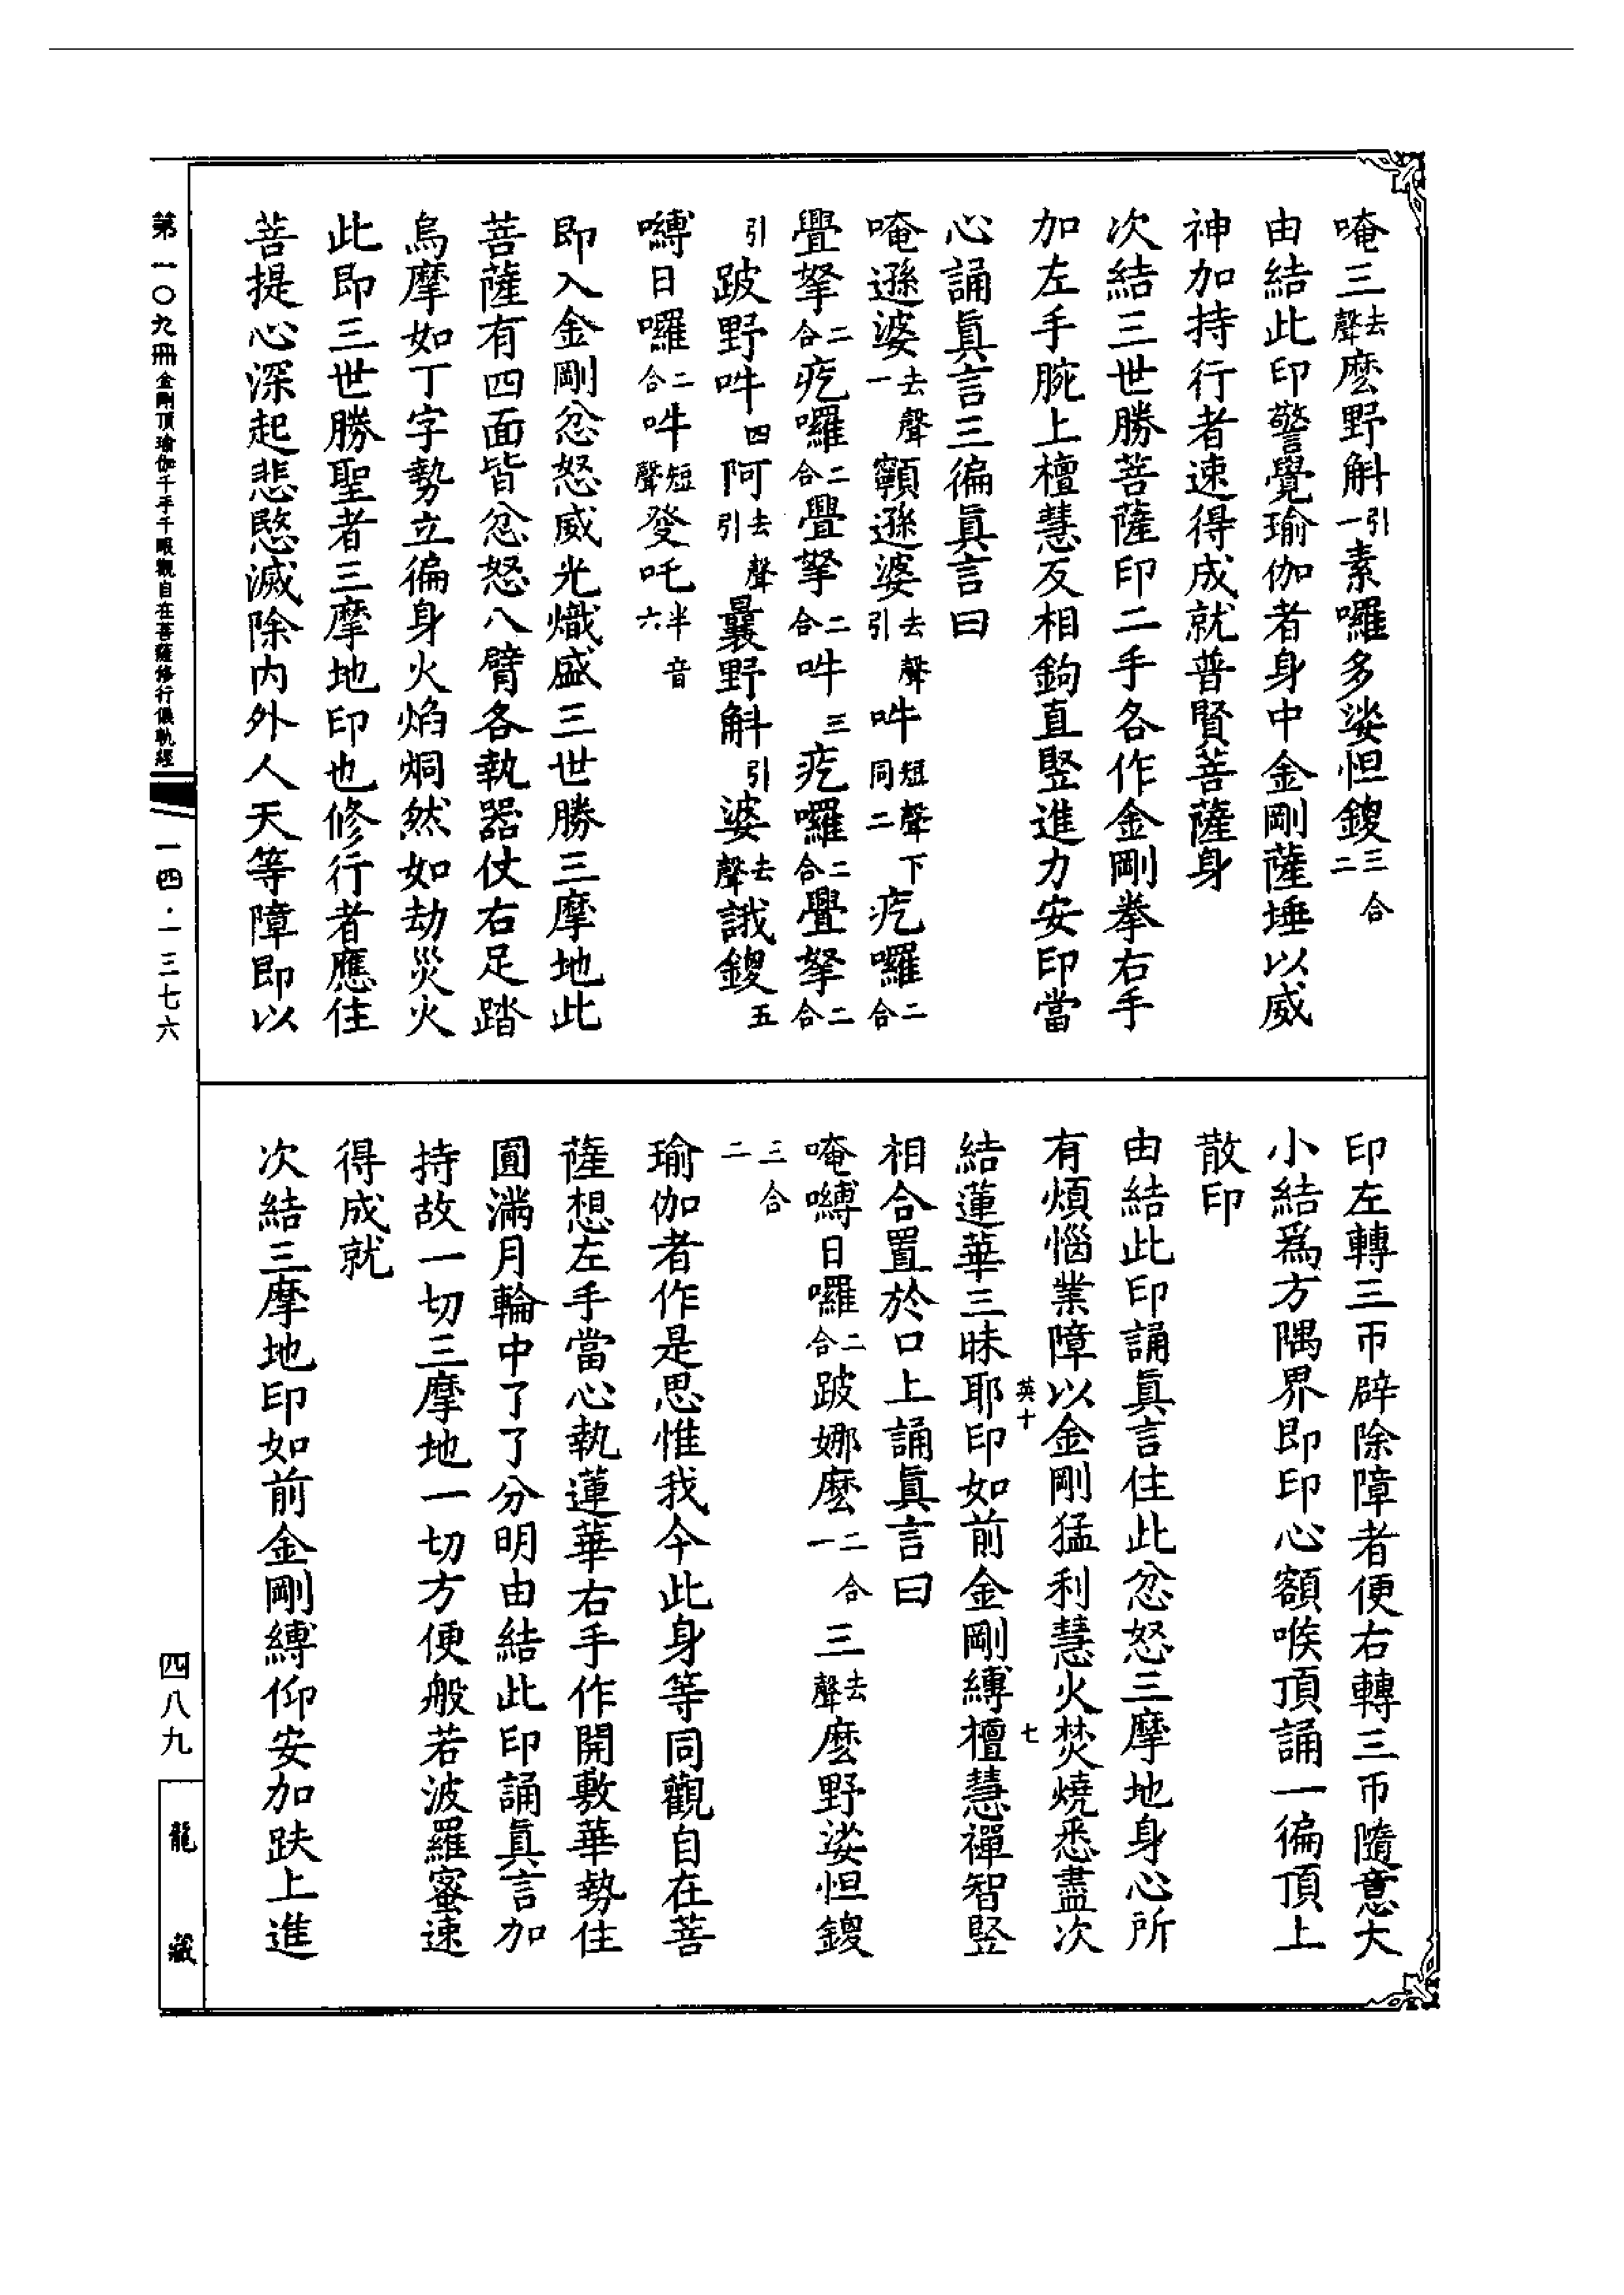 唵三去聲麽野斛引一素囉多娑怛鑁三合二
由結此印警覺瑜伽者身中金剛薩埵以威
神加持行者速得成就普賢菩薩身
次結三世勝菩薩印二手各作金剛拳右手
加左手腕上檀慧反相鉤直豎進力安印當
心誦眞言三徧眞言曰
唵遜婆去聲一顐遜婆去聲引吽短聲下同二疙囉二合
疊拏二合疙囉二合疊拏二合吽三疙囉二合疊拏二合
引跛野吽四阿去聲引曩野斛引婆去聲誐鑁五
嚩日囉二合吽短聲發吒半音六
即入金剛忿怒威光熾盛三世勝三摩地此
菩薩有四面皆忿怒八臂各執器仗右足踏
烏摩如丁字勢立徧身火焰烔然如劫災火
此即三世勝聖者三摩地印也修行者應住
菩提心深起悲愍滅除內外人天等障即以
印左轉三帀辟除障者便右轉三帀隨意大
小結爲方隅界即印心額喉頂誦一徧頂上
散印
由結此印誦眞言住此忿怒三摩地身心所
有煩惱業障以金剛猛利慧火焚燒悉盡次
英十 七
結蓮華三昧耶印如前金剛縛檀慧禪智豎
相合置於口上誦眞言曰
唵嚩日囉二合跛娜麽二合一三去聲麽野娑怛鑁
三合二
瑜伽者作是思惟我今此身等同觀自在菩
薩想左手當心執蓮華右手作開敷華勢住
圓滿月輪中了了分明由結此印誦眞言加
持故一切三摩地一切方便般若波羅蜜速
得成就
次結三摩地印如前金剛縛仰安加趺上進
第一〇九冊 金剛頂瑜伽千手千眼觀自在菩薩修行儀軌經
一四·一三七六
四八九
龍藏